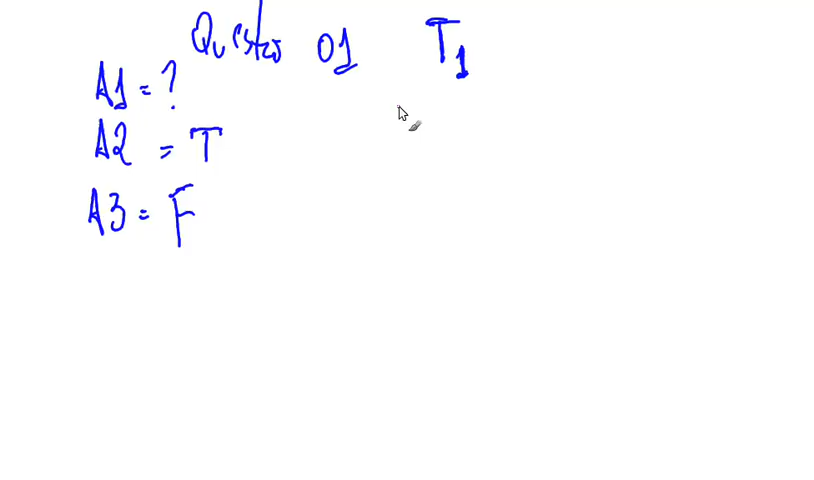 Questão 01 T1
A1 = ?
A2 = T
A3 = F